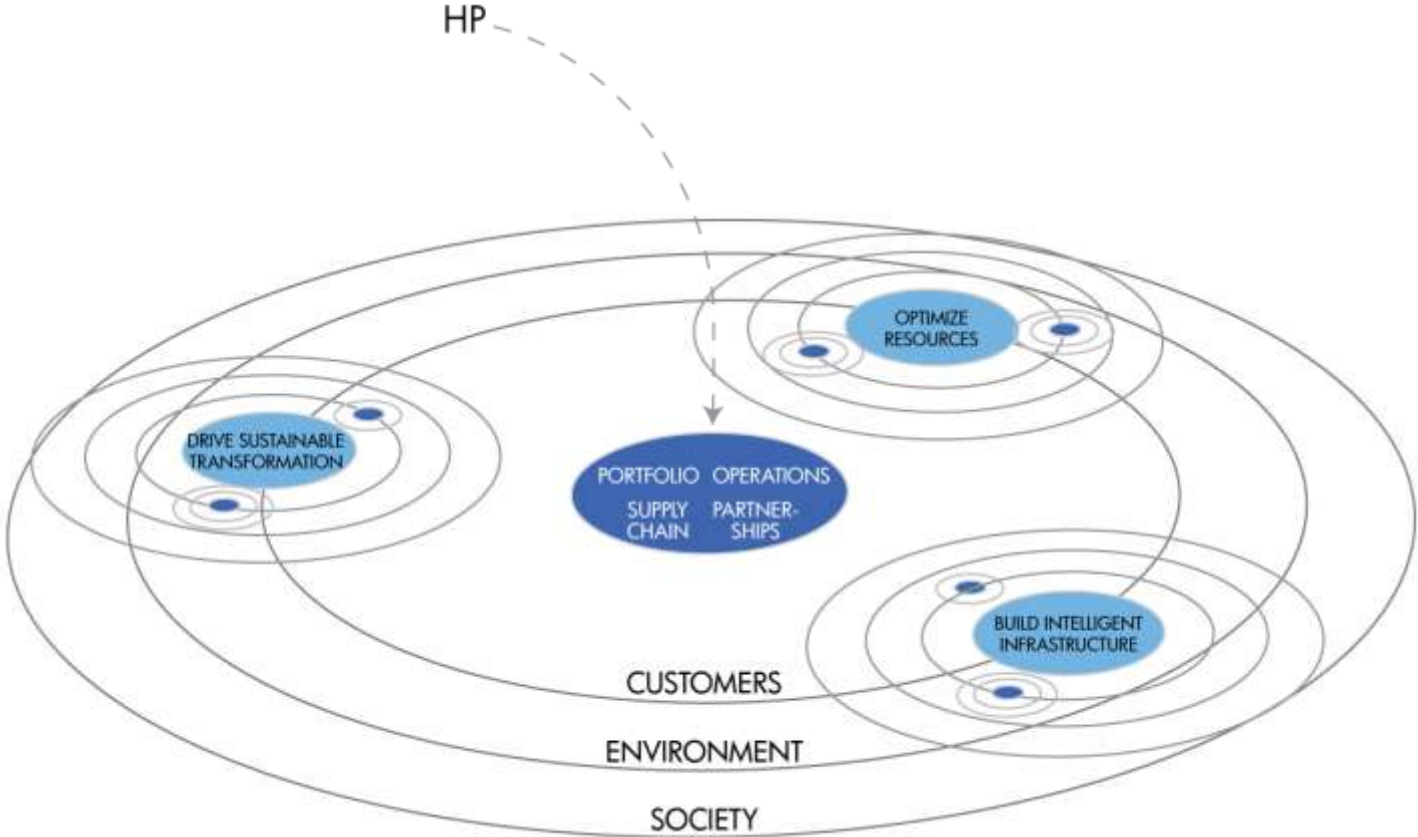 HP
OPTIMIZE
RESOURCES
DRIVE SUSTAINABLE
TRANSFORMATION
PORTFOLIO OPERATIONS
SUPPLY PARTNER-
CHAIN SHIPS
BUILD INTELLIGENT
INFRASTRUCTURE
CUSTOMERS
ENVIRONMENT
SOCIETY